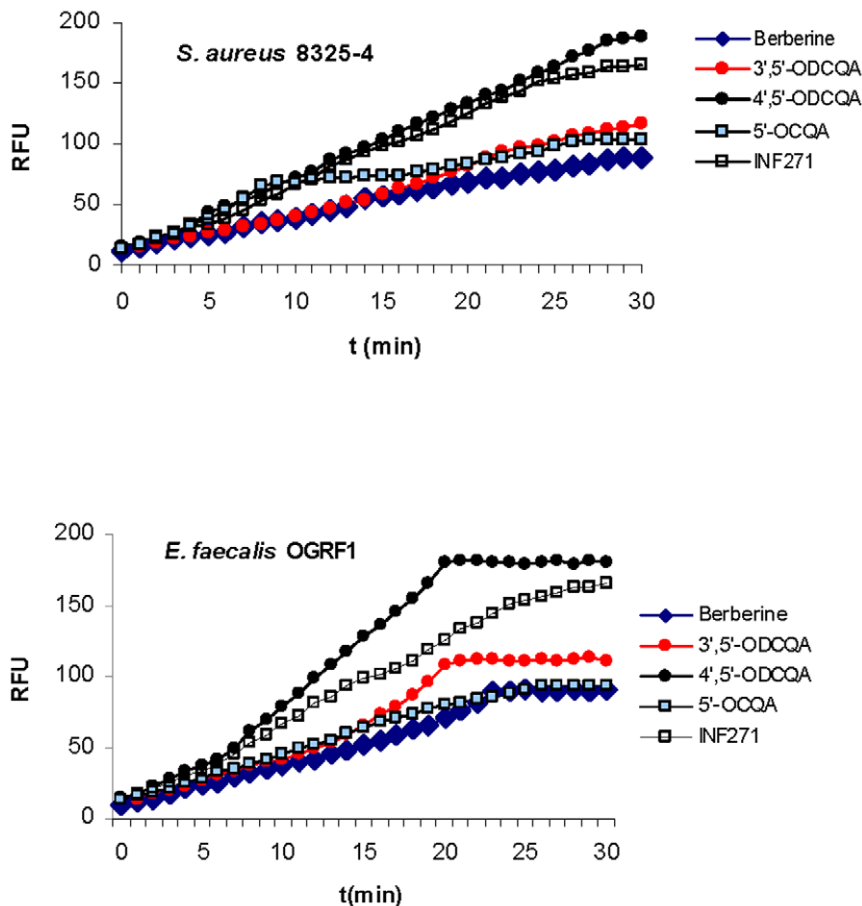 S. aureus 8325-4
200
150
100
50
0
RFU
0 5 10 15 20 25 30
t (min)
Berberine
3',5'-ODCQA
4',5'-ODCQA
5'-OCQA
INF271
E. faecalis OGRF1
200
150
100
50
0
RFU
0 5 10 15 20 25 30
t(min)
Berberine
3',5'-ODCQA
4',5'-ODCQA
5'-OCQA
INF271